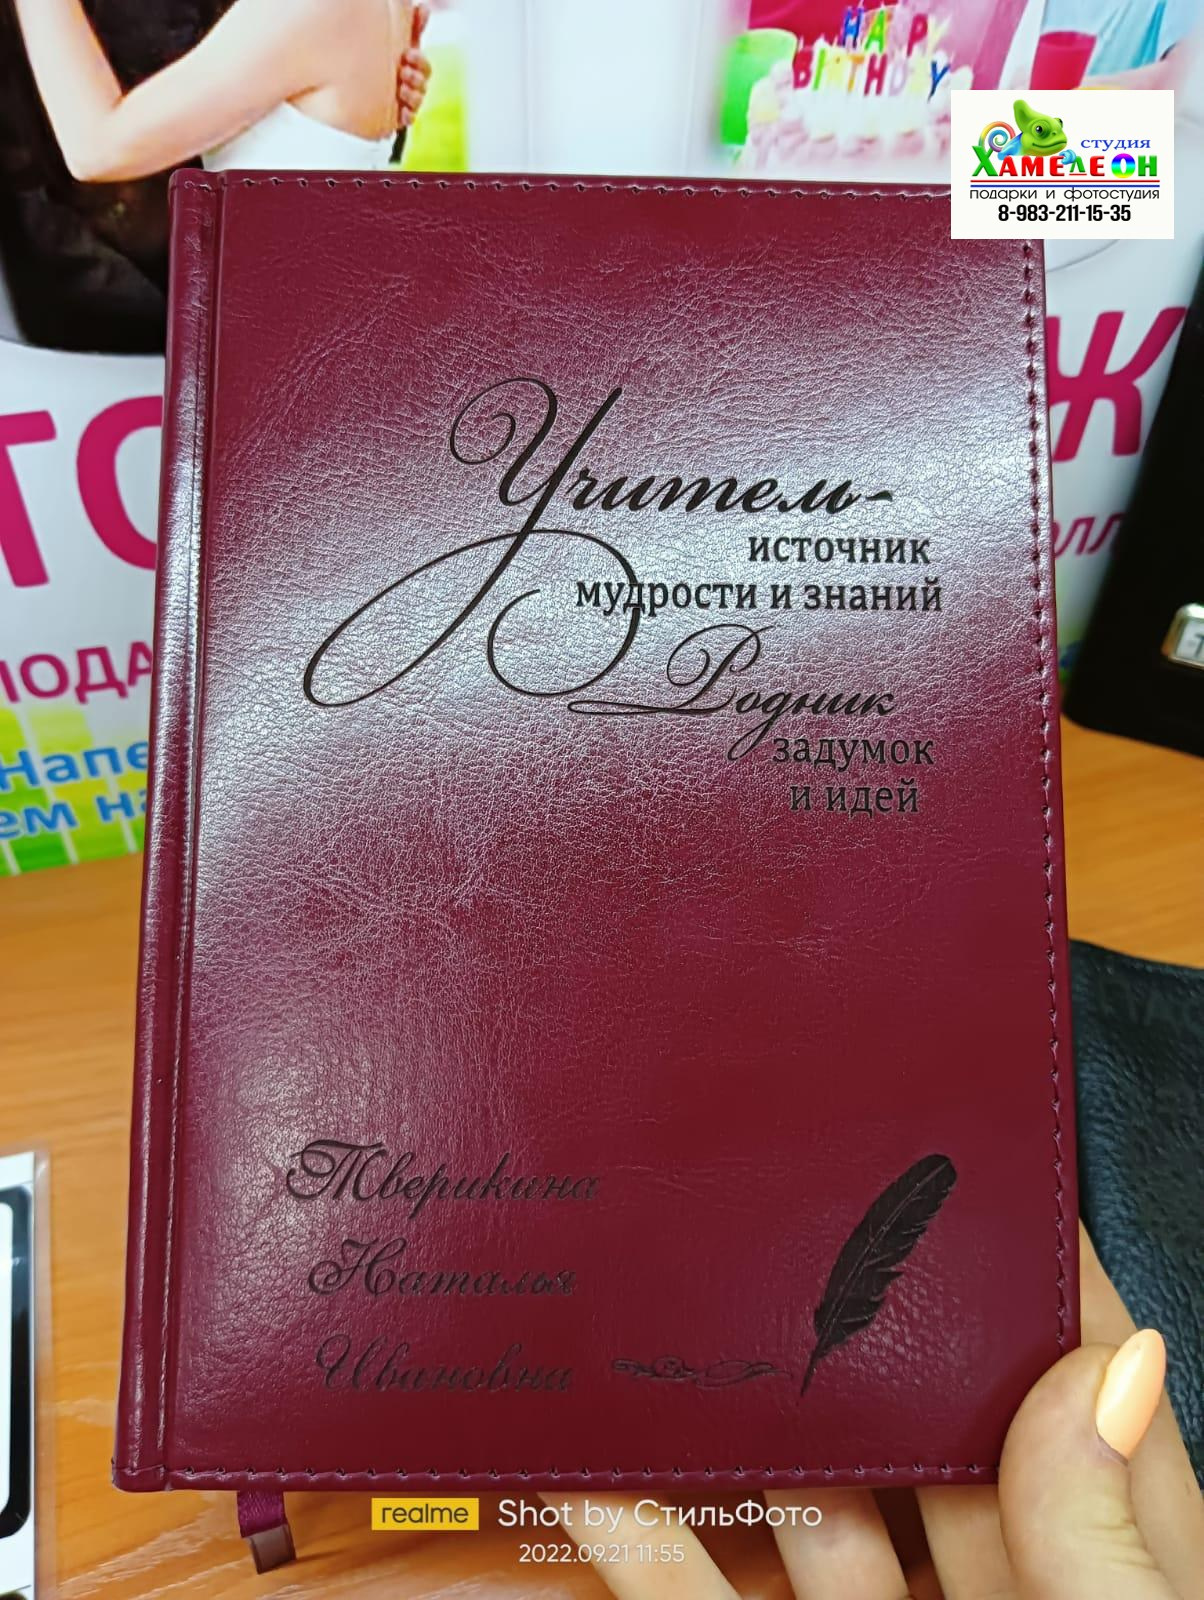 HAPPY
BIRTHDAY
студия
ХАМЕЛЕОН
подарки и фотостудия
8-983-211-15-35
Учитель-
источник
мудрости и знаний
Родник
задумок
и идей
Тверикина
Наталья
Ивановна
realme Shot by СтильФото
2022.09.21 11:55